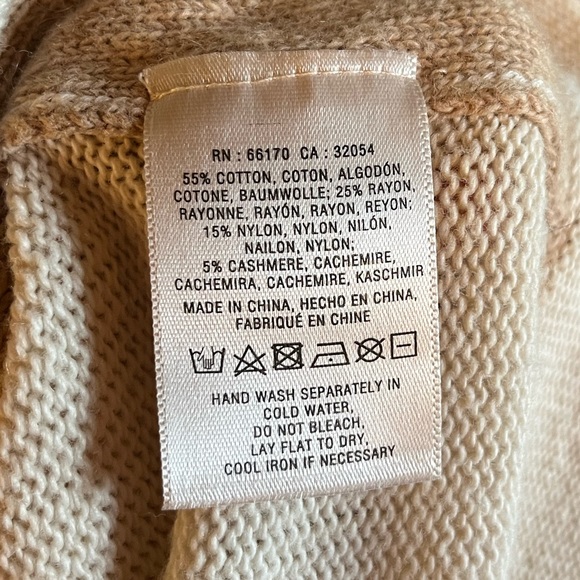 RN : 66170 CA : 32054
55% COTTON, COTON, ALGODÓN,
COTONE, BAUMWOLLE; 25% RAYON,
RAYONNE, RAYÓN, RAYON, REYON;
15% NYLON, NYLON, NILÓN,
NAILON, NYLON;
5% CASHMERE, CACHEMIRE,
CACHEMIRA, CACHEMIRE, KASCHMIR
MADE IN CHINA, HECHO EN CHINA,
FABRIQUÉ EN CHINE
HAND WASH SEPARATELY IN
COLD WATER,
DO NOT BLEACH,
LAY FLAT TO DRY,
COOL IRON IF NECESSARY